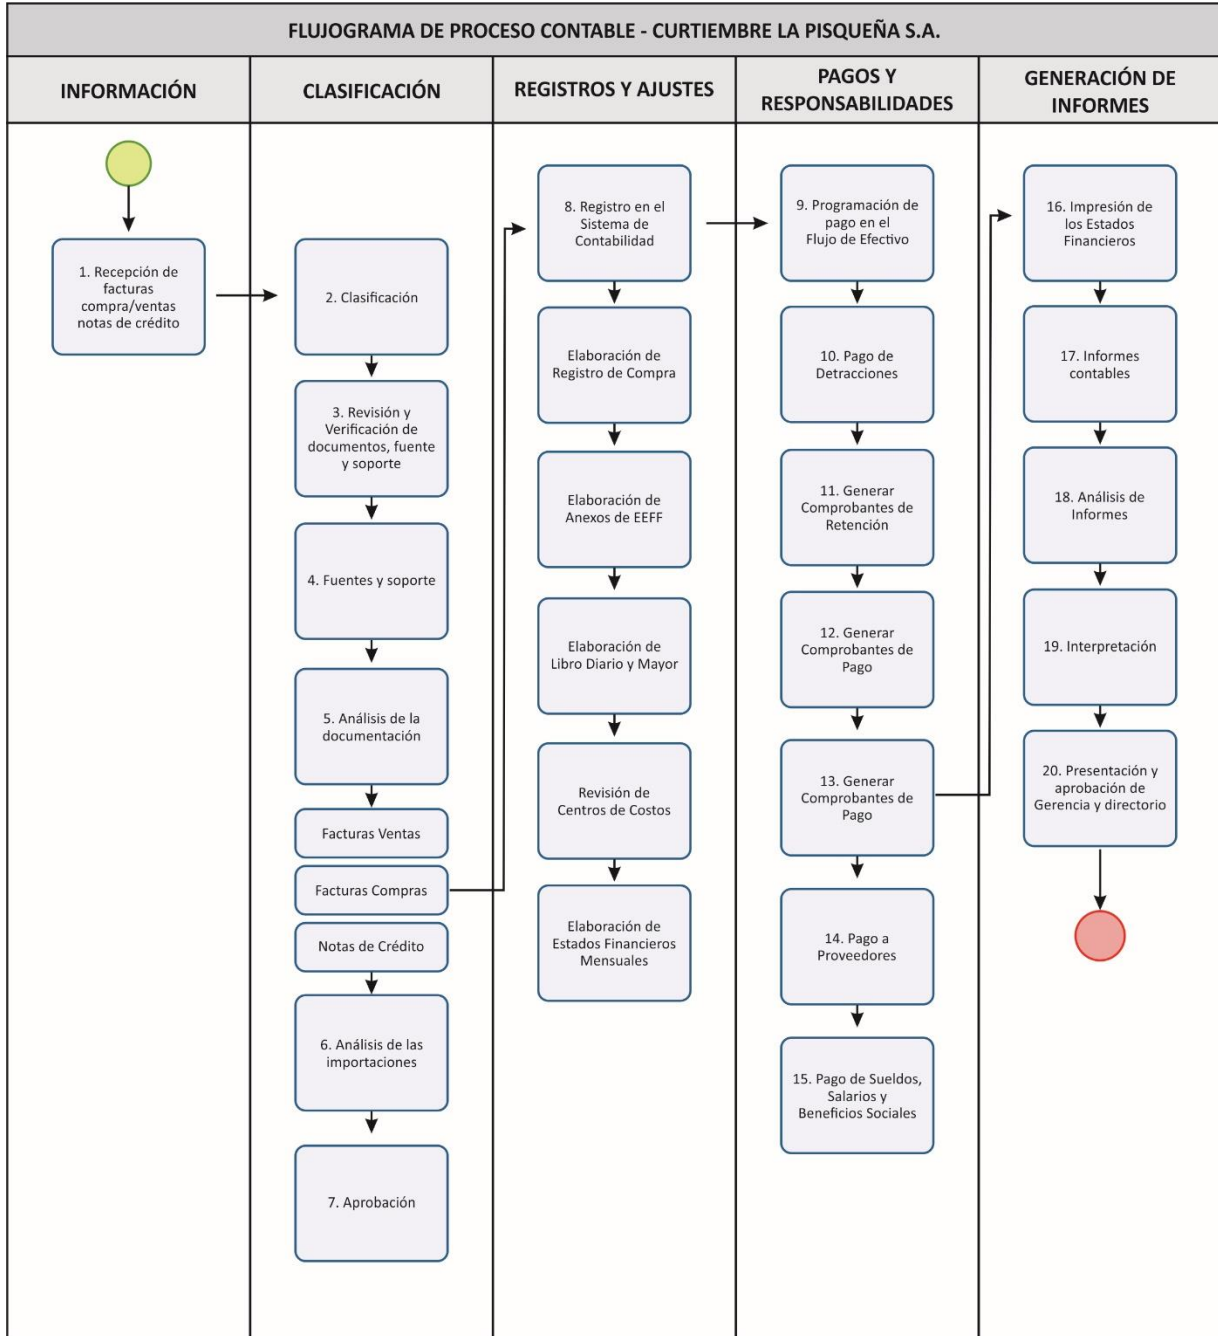 FLUJOGRAMA DE PROCESO CONTABLE - CURTIEMBRE LA PISQUEÑA S.A.
INFORMACIÓN
CLASIFICACIÓN
REGISTROS Y AJUSTES
PAGOS Y
RESPONSABILIDADES
GENERACIÓN DE
INFORMES
1. Recepción de
facturas
compra/ventas
notas de crédito
2. Clasificación
3. Revisión y
Verificación de
documentos, fuente
y soporte
4. Fuentes y soporte
5. Análisis de la
documentación
Facturas Ventas
Facturas Compras
Notas de Crédito
6. Análisis de las
importaciones
7. Aprobación
8. Registro en el
Sistema de
Contabilidad
Elaboración de
Registro de Compra
Elaboración de
Anexos de EEFF
Elaboración de
Libro Diario y Mayor
Revisión de
Centros de Costos
Elaboración de
Estados Financieros
Mensuales
9. Programación de
pago en el
Flujo de Efectivo
10. Pago de
Detracciones
11. Generar
Comprobantes de
Retención
12. Generar
Comprobantes de
Pago
13. Generar
Comprobantes de
Pago
14. Pago a
Proveedores
15. Pago de Sueldos,
Salarios y
Beneficios Sociales
16. Impresión de
los Estados
Financieros
17. Informes
contables
18. Análisis de
Informes
19. Interpretación
20. Presentación y
aprobación de
Gerencia y directorio